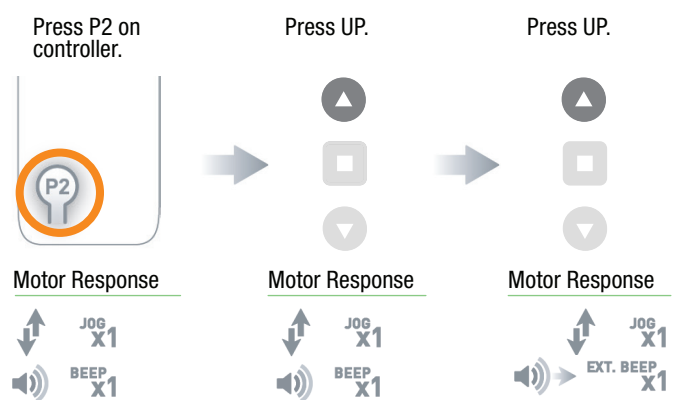 Press P2 on
controller.
Press UP.
Press UP.
P2
Motor Response
JOG
X1
BEEP
X1
Motor Response
JOG
X1
BEEP
X1
Motor Response
JOG
X1
EXT. BEEP
X1